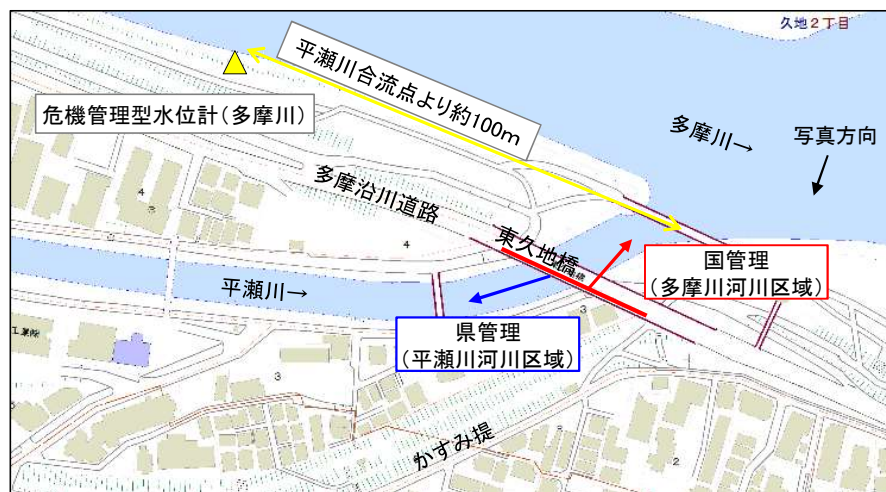 久地２丁目
平瀬川合流点より約100m
危機管理型水位計(多摩川)
多摩川→
写真方向
4
多摩沿川道路
4
東久地橋
国管理
(多摩川河川区域)
平瀬川→
県管理
(平瀬川河川区域)
3
3
1
かすみ提
2